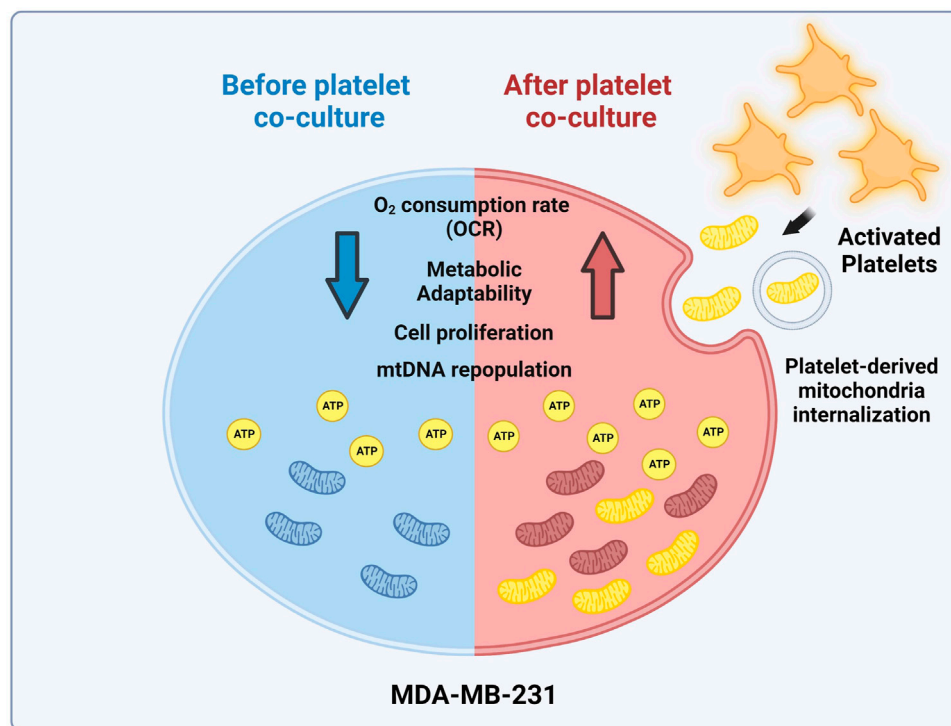 Before platelet
co-culture
After platelet
co-culture
O₂ consumption rate
(OCR)
Metabolic
Adaptability
Cell proliferation
mtDNA repopulation
Activated
Platelets
Platelet-derived
mitochondria
internalization
ATP
ATP
ATP
ATP
ATP
ATP
ATP
ATP
ATP
ATP
MDA-MB-231